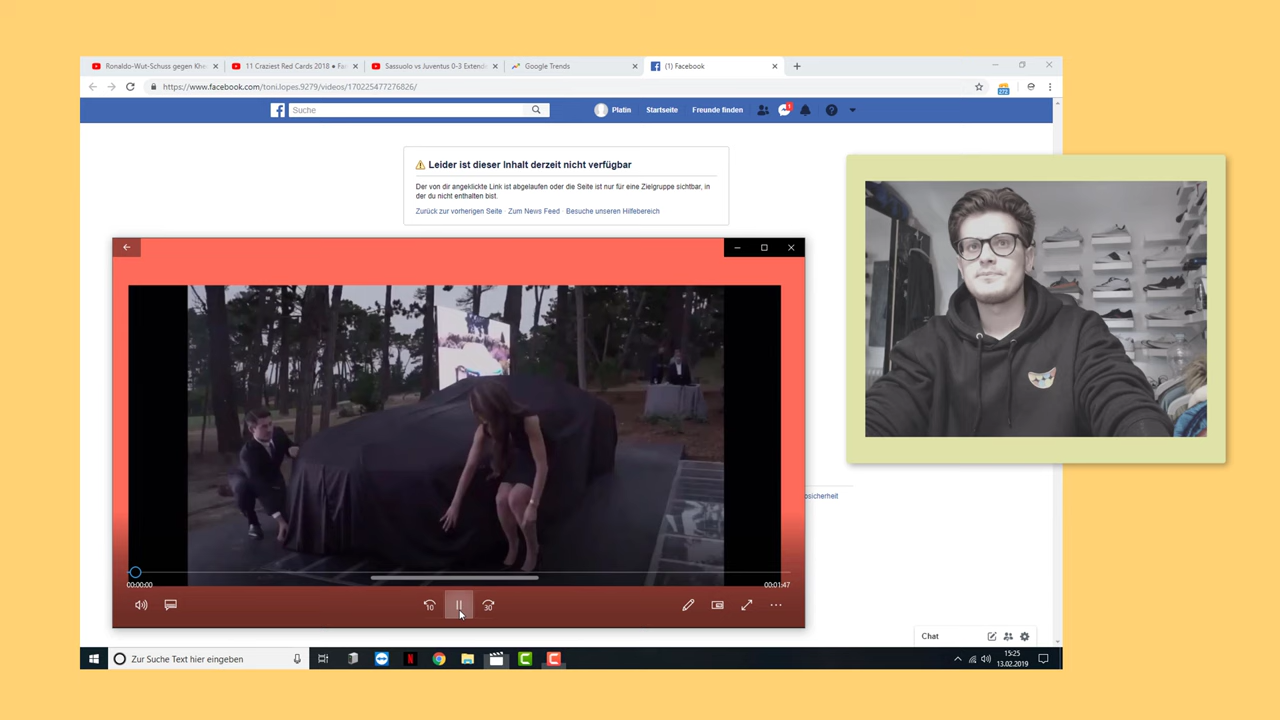 Ronaldo-Wut-Schuss gegen Khe
11 Craziest Red Cards 2018 ● Fa
Sassuolo vs Juventus 0-3 Extend
Google Trends
(1) Facebook
https://www.facebook.com/toni.lopes.9279/videos/170225477276826/
272
Suche
Platin
Startseite
Freunde finden
Leider ist dieser Inhalt derzeit nicht verfügbar
Der von dir angeklickte Link ist abgelaufen oder die Seite ist nur für eine Zielgruppe sichtbar, in
der du nicht enthalten bist.
Zurück zur vorherigen Seite · Zum News Feed · Besuche unseren Hilfebereich
osicherheit
00:00:00
00:01:47
10
30
Chat
Zur Suche Text hier eingeben
15:25
13.02.2019